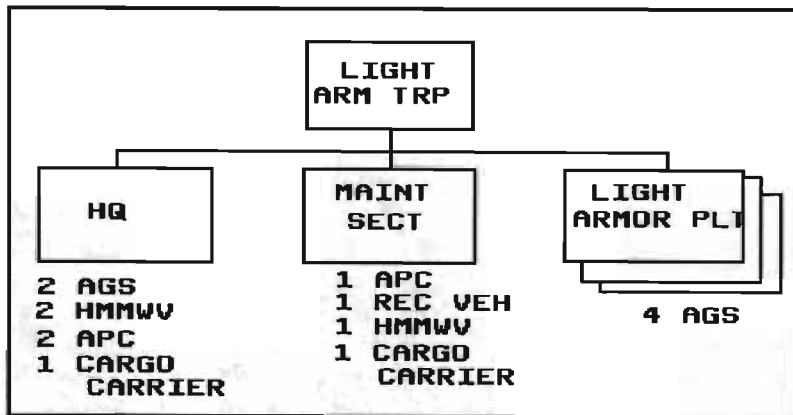 LIGHT
ARM TRP
HQ
2 AGS
2 HMMWV
2 APC
1 CARGO
CARRIER
MAINT
SECT
1 APC
1 REC VEH
1 HMMWV
1 CARGO
CARRIER
LIGHT
ARMOR PLT
4 AGS